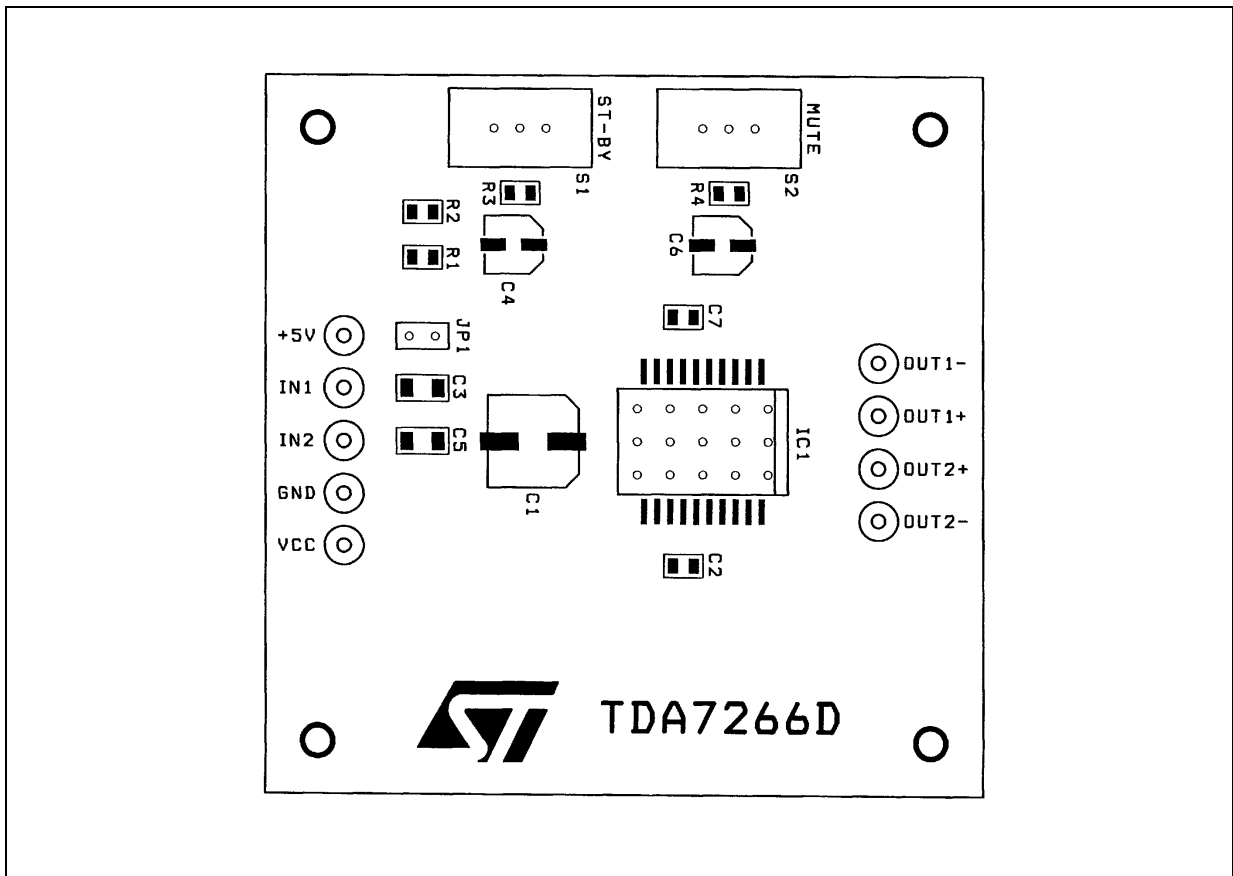 ST-BY
MUTE
S1
S2
R3
R4
R2
R1
C4
C6
C7
+5V
JP1
IN1
C3
IN2
C5
GND
VCC
C1
IC1
OUT1-
OUT1+
OUT2+
OUT2-
C2
ST TDA7266D